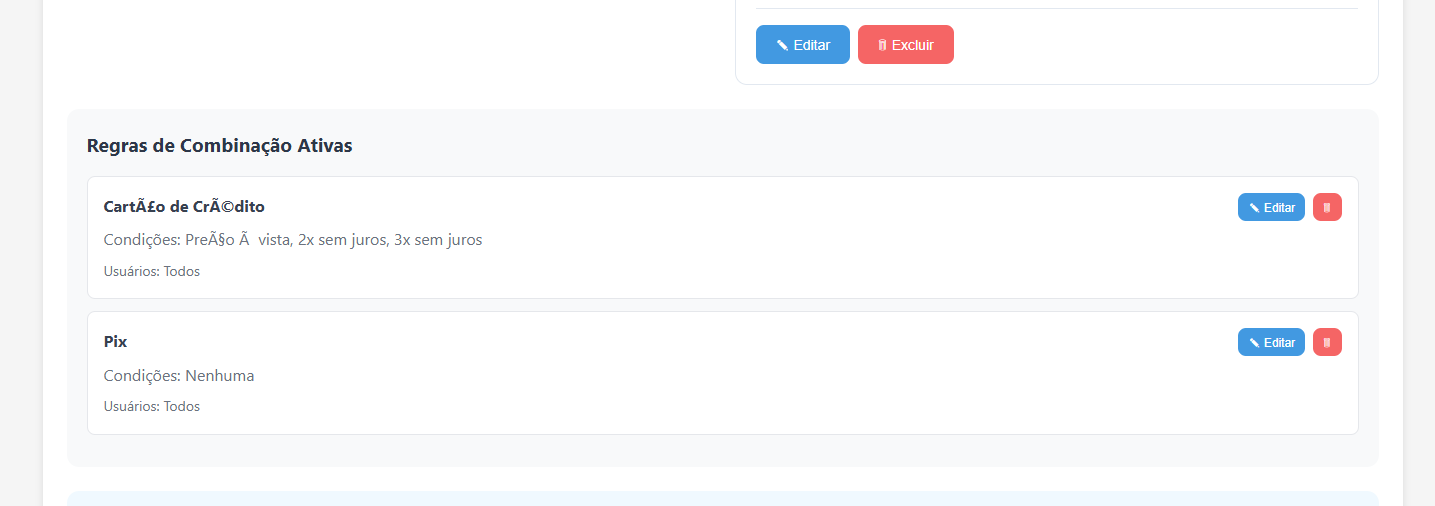 Editar
Excluir
Regras de Combinação Ativas
CartÃ£o de CrÃ©dito
Editar
Condições: PreÃ§o Ã  vista, 2x sem juros, 3x sem juros
Usuários: Todos
Pix
Editar
Condições: Nenhuma
Usuários: Todos